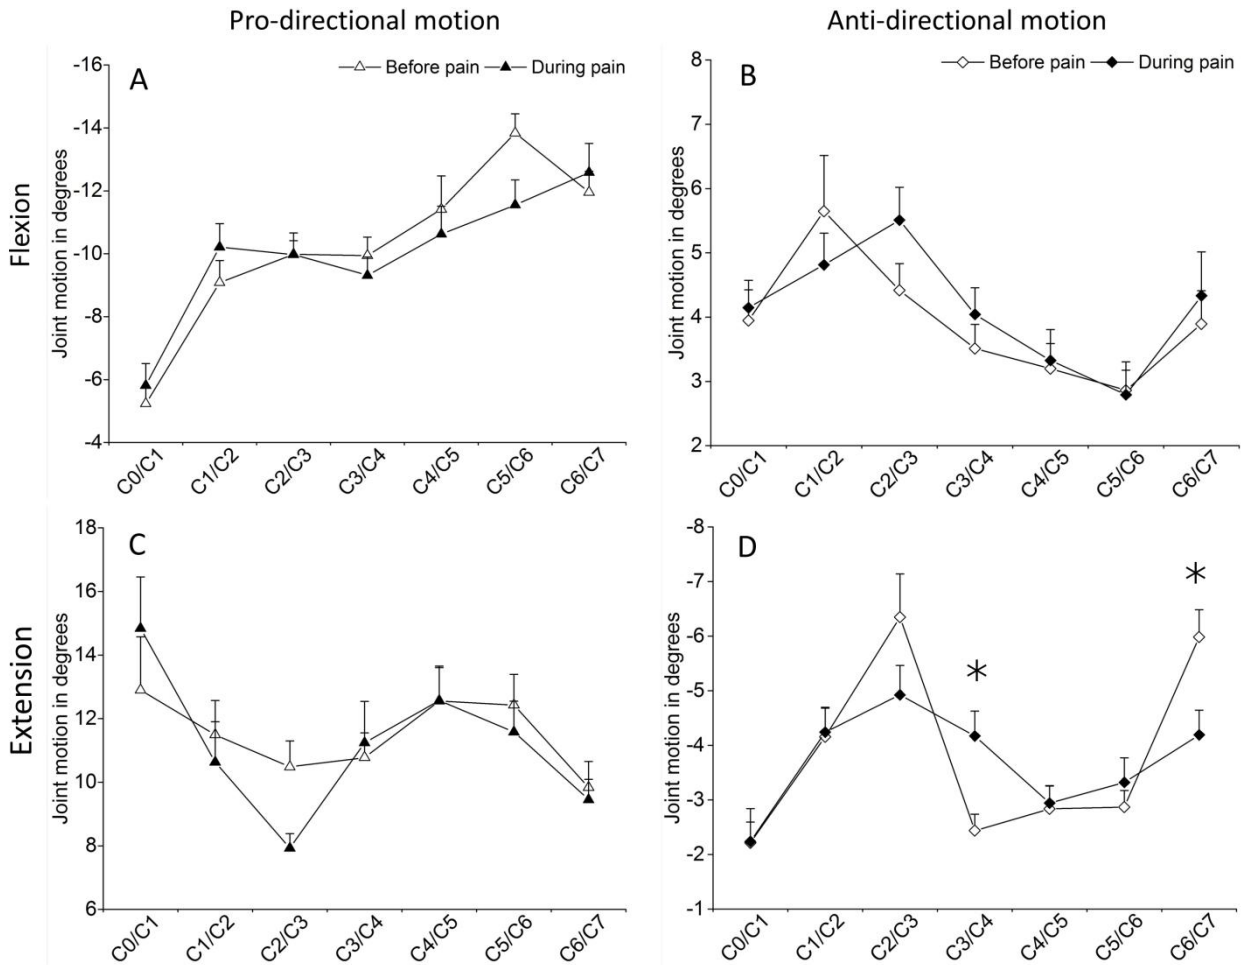 Pro-directional motion
Anti-directional motion
Flexion
A
Before pain During pain
Joint motion in degrees
-16
-14
-12
-10
-8
-6
-4
C0/C1 C1/C2 C2/C3 C3/C4 C4/C5 C5/C6 C6/C7
B
Before pain During pain
Joint motion in degrees
8
7
6
5
4
3
2
C0/C1 C1/C2 C2/C3 C3/C4 C4/C5 C5/C6 C6/C7
Extension
C
Joint motion in degrees
18
16
14
12
10
8
6
C0/C1 C1/C2 C2/C3 C3/C4 C4/C5 C5/C6 C6/C7
D
Joint motion in degrees
-8
-7
-6
-5
-4
-3
-2
-1
*
*
C0/C1 C1/C2 C2/C3 C3/C4 C4/C5 C5/C6 C6/C7